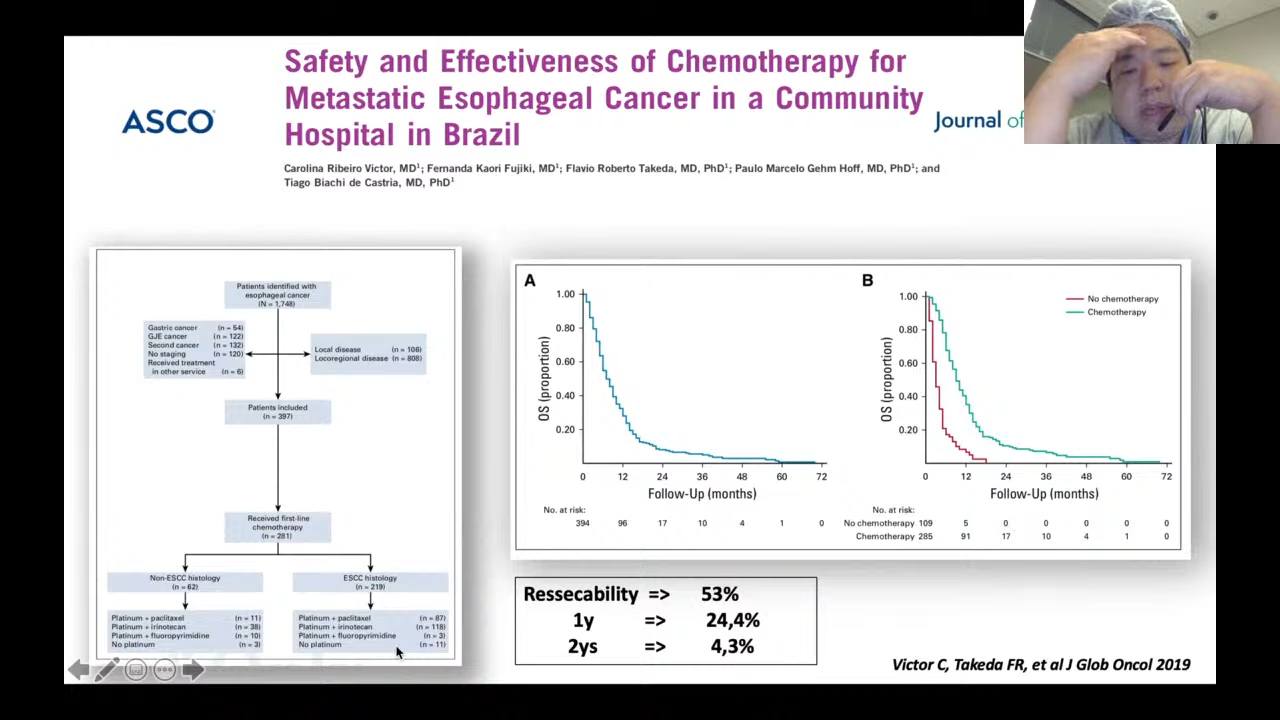 Safety and Effectiveness of Chemotherapy for
Metastatic Esophageal Cancer in a Community
Hospital in Brazil
ASCO®
Journal of
Carolina Ribeiro Victor, MD1; Fernanda Kaori Fujiki, MD1; Flavio Roberto Takeda, MD, PhD1; Paulo Marcelo Gehm Hoff, MD, PhD1; and
Tiago Biachi de Castria, MD, PhD1
Patients identified with
esophageal cancer
(N = 1,748)
Gastric cancer (n = 54)
GJE cancer (n = 122)
Second cancer (n = 132)
No staging (n = 120)
Received treatment
in other service (n = 6)
Local disease (n = 106)
Locoregional disease (n = 808)
Patients included
(n = 397)
Received first-line
chemotherapy
(n = 281)
Non-ESCC histology
(n = 62)
ESCC histology
(n = 219)
Platinum + paclitaxel (n = 11)
Platinum + irinotecan (n = 38)
Platinum + fluoropyrimidine (n = 10)
No platinum (n = 3)
Platinum + paclitaxel (n = 87)
Platinum + irinotecan (n = 118)
Platinum + fluoropyrimidine (n = 3)
No platinum (n = 11)
A
1.00
0.80
0.60
0.40
0.20
OS (proportion)
0 12 24 36 48 60 72
Follow-Up (months)
No. at risk:
394 96 17 10 4 1 0
B
No chemotherapy
Chemotherapy
1.00
0.80
0.60
0.40
0.20
OS (proportion)
0 12 24 36 48 60 72
Follow-Up (months)
No. at risk:
No chemotherapy 109 5 0 0 0 0 0
Chemotherapy 285 91 17 10 4 1 0
Ressecability => 53%
1y => 24,4%
2ys => 4,3%
Victor C, Takeda FR, et al J Glob Oncol 2019